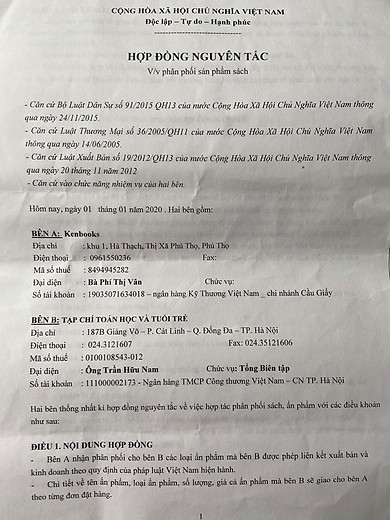 CỘNG HÒA XÃ HỘI CHỦ NGHĨA VIỆT NAM
Độc lập – Tự do – Hạnh phúc
HỢP ĐỒNG NGUYÊN TẮC
V/v phân phối sản phẩm sách
- Căn cứ Bộ Luật Dân Sự số 91/2015 QH13 của nước Cộng Hòa Xã Hội Chủ Nghĩa Việt Nam thông
qua ngày 24/11/2015.
- Căn cứ Luật Thương Mại số 36/2005/QH11 của nước Cộng Hòa Xã Hội Chủ Nghĩa Việt Nam
thông qua ngày 14/06/2005.
- Căn cứ Luật Xuất Bản số 19/2012/QH13 của nước Cộng Hòa Xã Hội Chủ Nghĩa Việt Nam thông
qua ngày 20 tháng 11 năm 2012
- Căn cứ vào chức năng nhiệm vụ của hai bên.
Hôm nay, ngày 01 tháng 01 năm 2020 . Hai bên gồm:
BÊN A: Kenbooks
Địa chỉ : khu 1, Hà Thạch, Thị Xã Phú Thọ, Phú Thọ
Điện thoại : 0961550236 Fax:
Mã số thuế : 8494945282
Đại diện : Bà Phí Thị Vân Chức vụ:
Số tài khoản : 19035071634018 – ngân hàng Kỹ Thương Việt Nam _ chi nhánh Cầu Giấy
BÊN B: TẠP CHÍ TOÁN HỌC VÀ TUỔI TRẺ
Địa chỉ : 187B Giảng Võ – P. Cát Linh – Q. Đống Đa – TP. Hà Nội
Điện thoại : 024.3121607 Fax: 024.35121606
Mã số thuế : 0100108543-012
Đại diện : Ông Trần Hữu Nam Chức vụ: Tổng Biên tập
Số tài khoản : 111000002173 - Ngân hàng TMCP Công thương Việt Nam – CN TP. Hà Nội
Hai bên thống nhất kí hợp đồng nguyên tắc về việc hợp tác phân phối sách, ấn phẩm với các điều khoản
như sau:
ĐIỀU 1. NỘI DUNG HỢP ĐỒNG
- Bên A nhận phân phối cho bên B các loại ấn phẩm mà bên B được phép liên kết xuất bản và
kinh doanh theo quy định của pháp luật Việt Nam hiện hành.
- Chi tiết về tên ấn phẩm, loại ấn phẩm, số lượng, giá cả ấn phẩm mà bên B sẽ giao cho bên A
theo từng đơn đặt hàng.
1